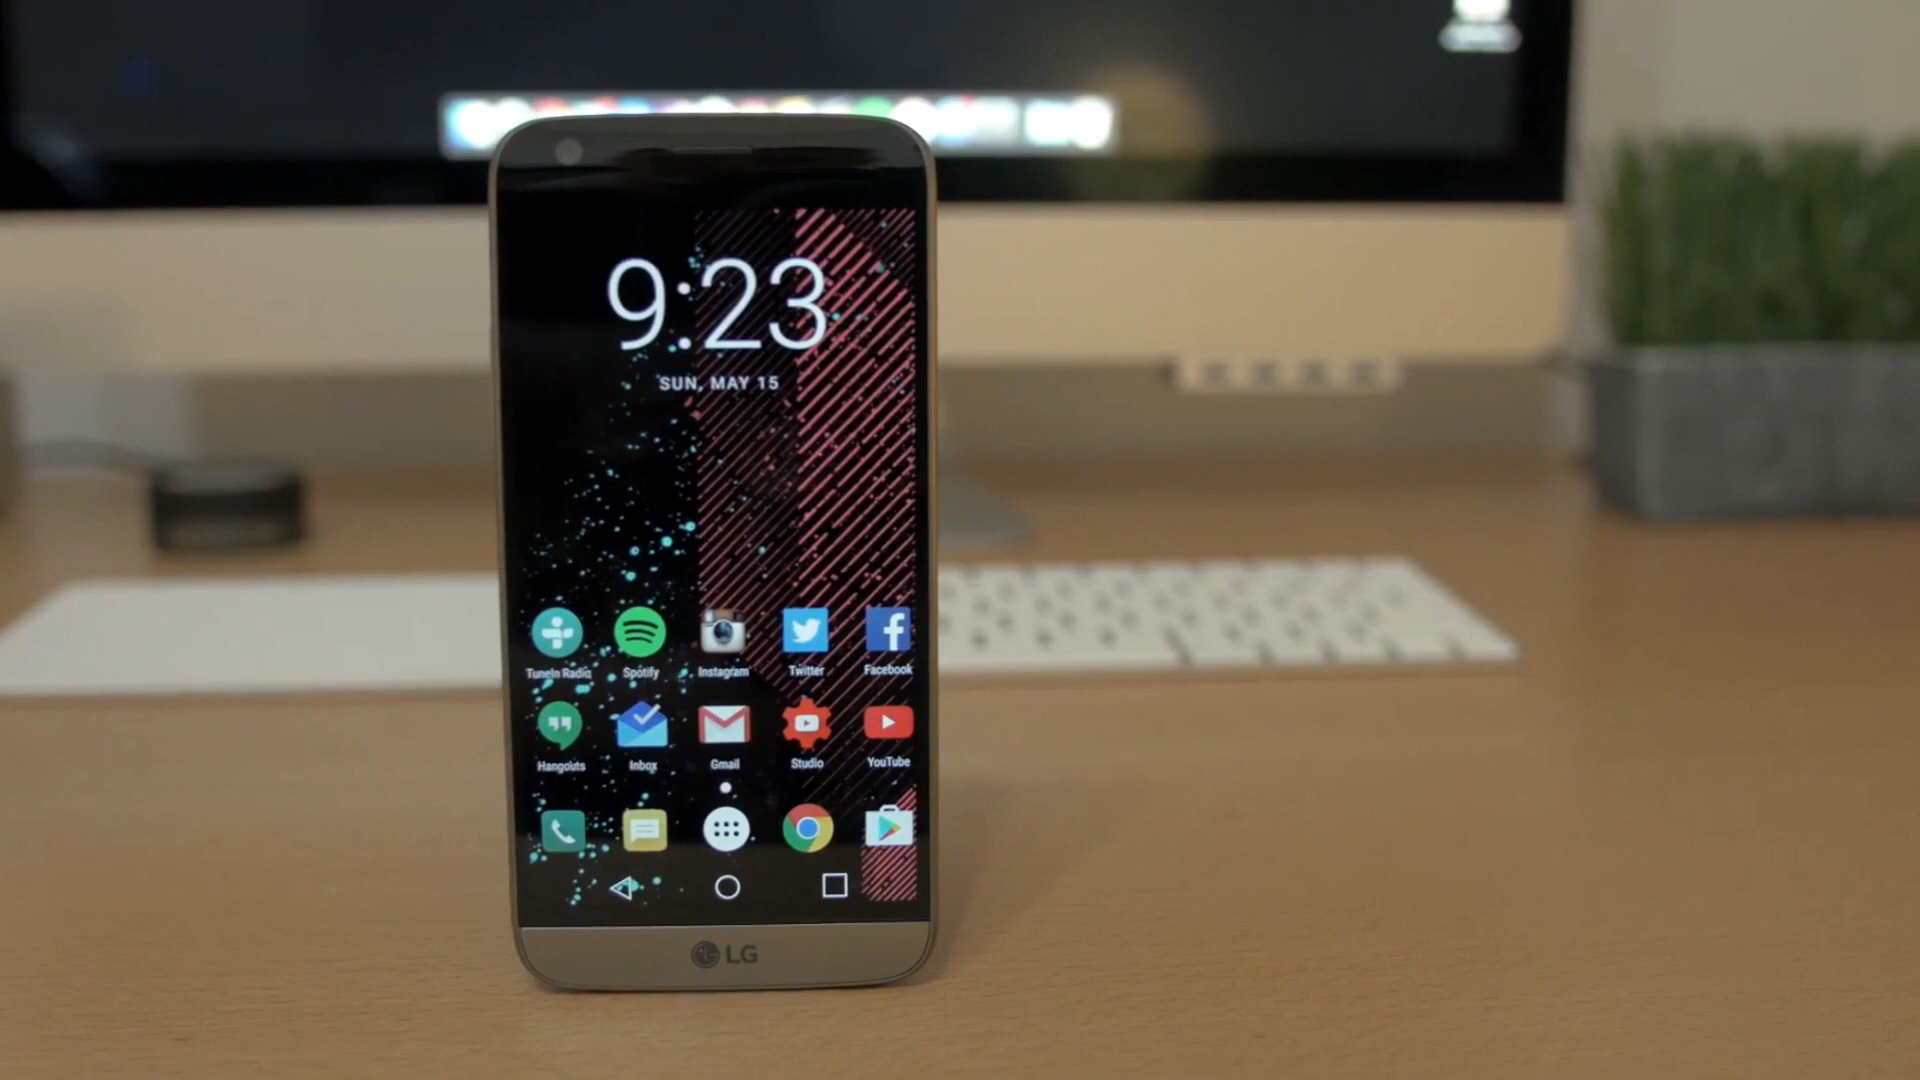 9:23
SUN, MAY 15
TuneIn Radio Spotify Instagram Twitter Facebook
Hangouts Inbox Gmail Studio YouTube
LG